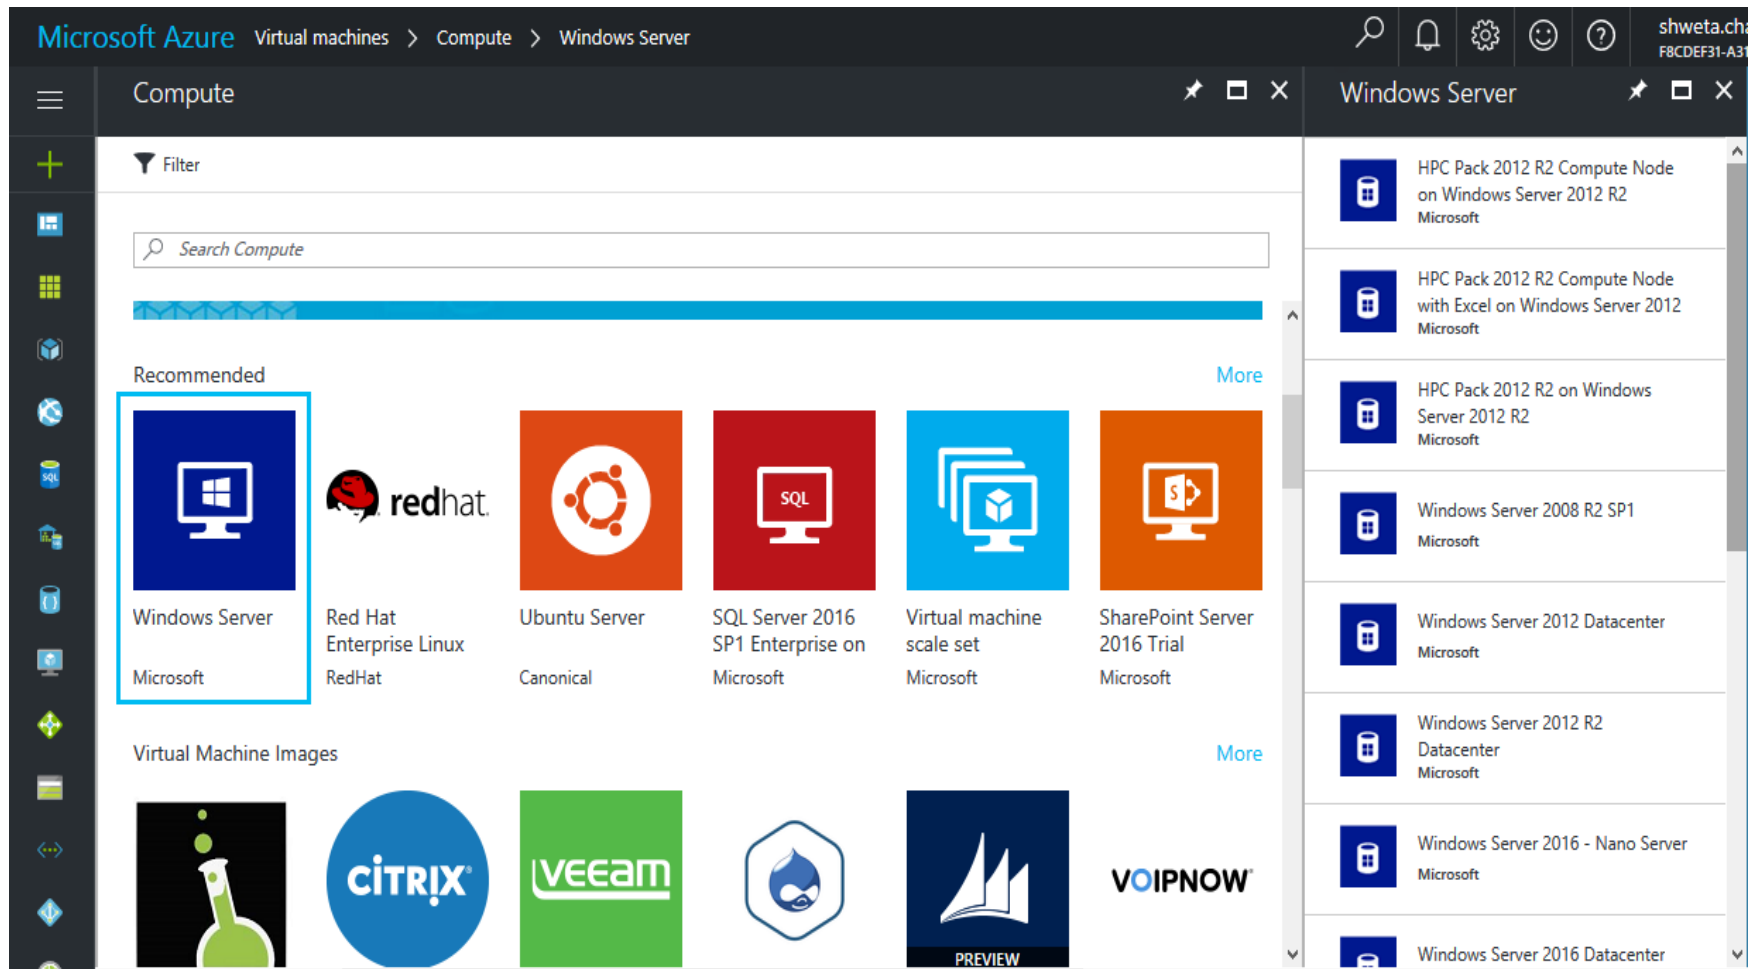 Microsoft Azure Virtual machines > Compute > Windows Server
shweta.cha
F8CDEF31-A31
Compute
Windows Server
Filter
Search Compute
Recommended
More
SQL
S
redhat.
Windows Server
Microsoft
Red Hat
Enterprise Linux
RedHat
Ubuntu Server
Canonical
SQL Server 2016
SP1 Enterprise on
Microsoft
Virtual machine
scale set
Microsoft
SharePoint Server
2016 Trial
Microsoft
Virtual Machine Images
More
CİTRIX®
veeam
PREVIEW
VOIPNOW
HPC Pack 2012 R2 Compute Node
on Windows Server 2012 R2
Microsoft
HPC Pack 2012 R2 Compute Node
with Excel on Windows Server 2012
Microsoft
HPC Pack 2012 R2 on Windows
Server 2012 R2
Microsoft
Windows Server 2008 R2 SP1
Microsoft
Windows Server 2012 Datacenter
Microsoft
Windows Server 2012 R2
Datacenter
Microsoft
Windows Server 2016 - Nano Server
Microsoft
Windows Server 2016 Datacenter
SQL